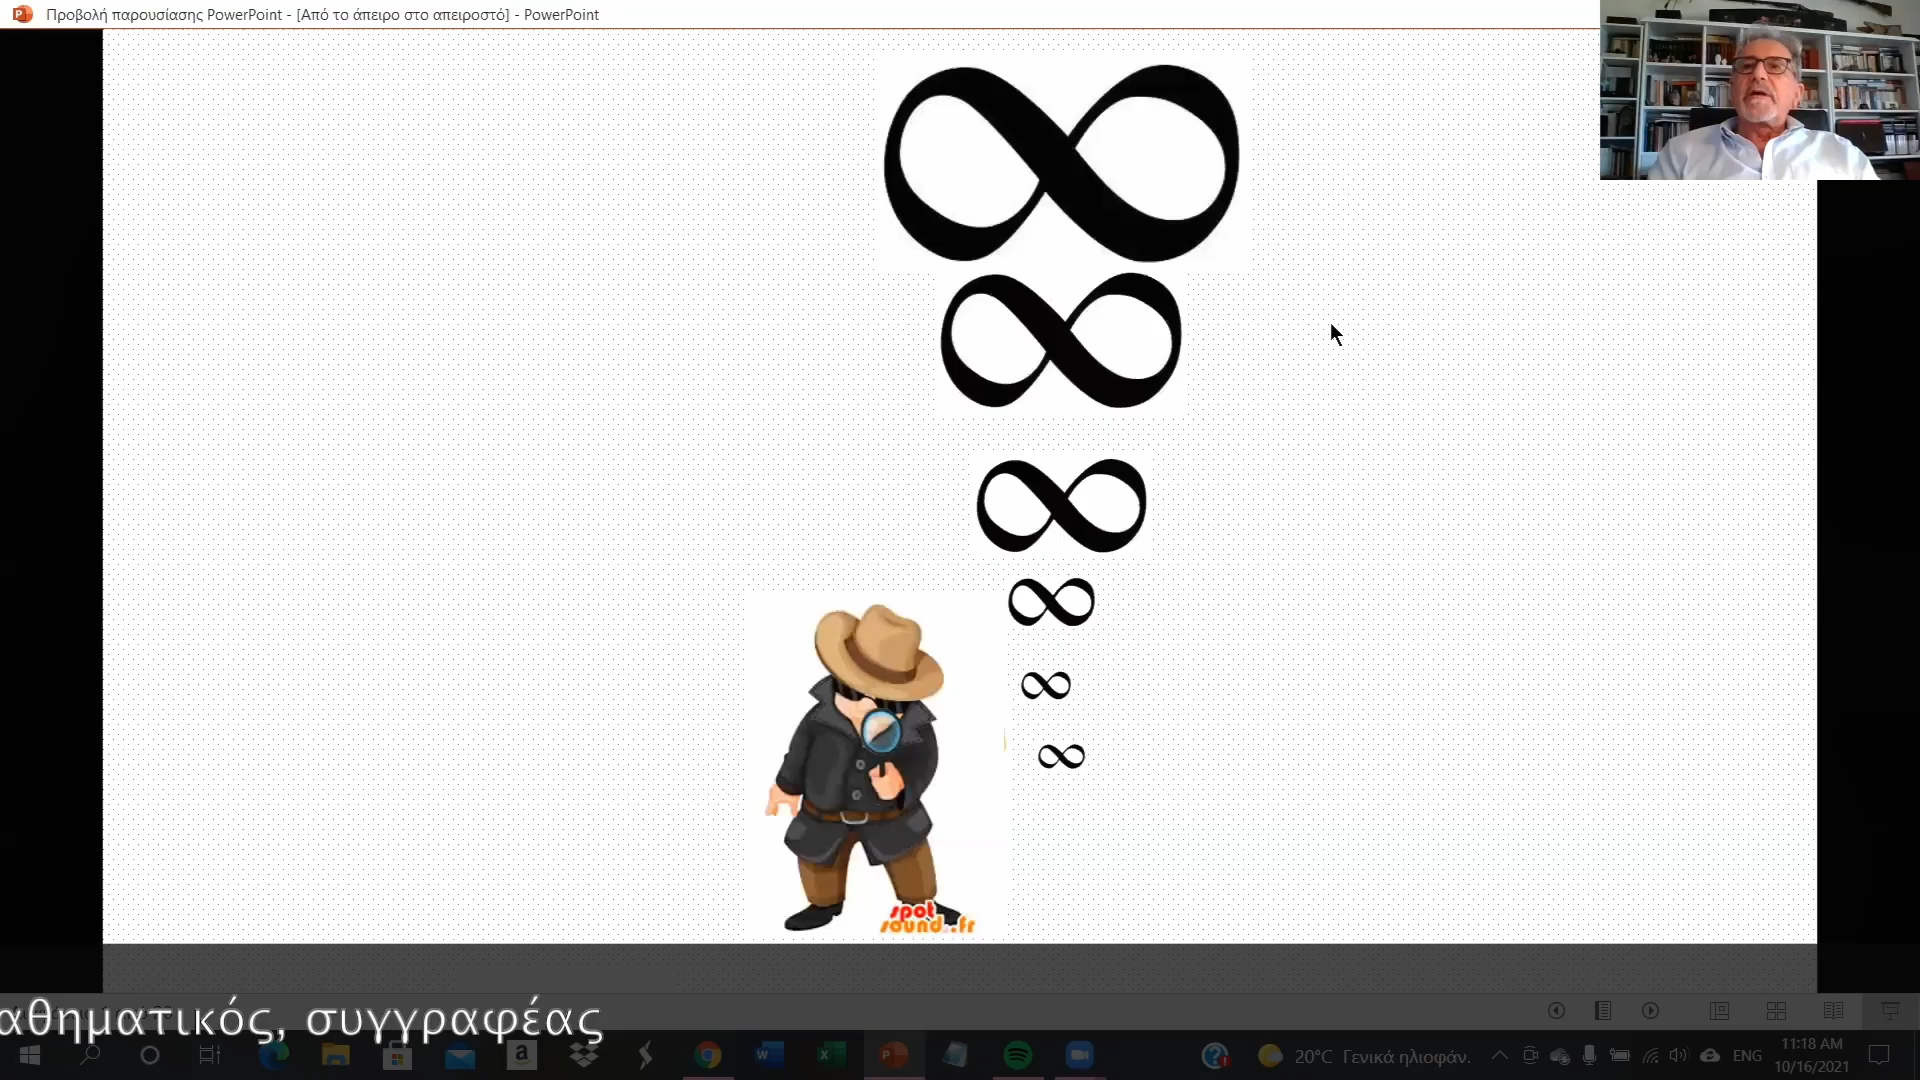 Προβολή παρουσίασης PowerPoint - [Από το άπειρο στο απειροστό] - PowerPoint
∞
∞
∞
∞
∞
∞
spot
sound.fr
αθηματικός, συγγραφέας
20°C Γενικά ηλιοφάν.
ENG
11:18 AM
10/16/2021